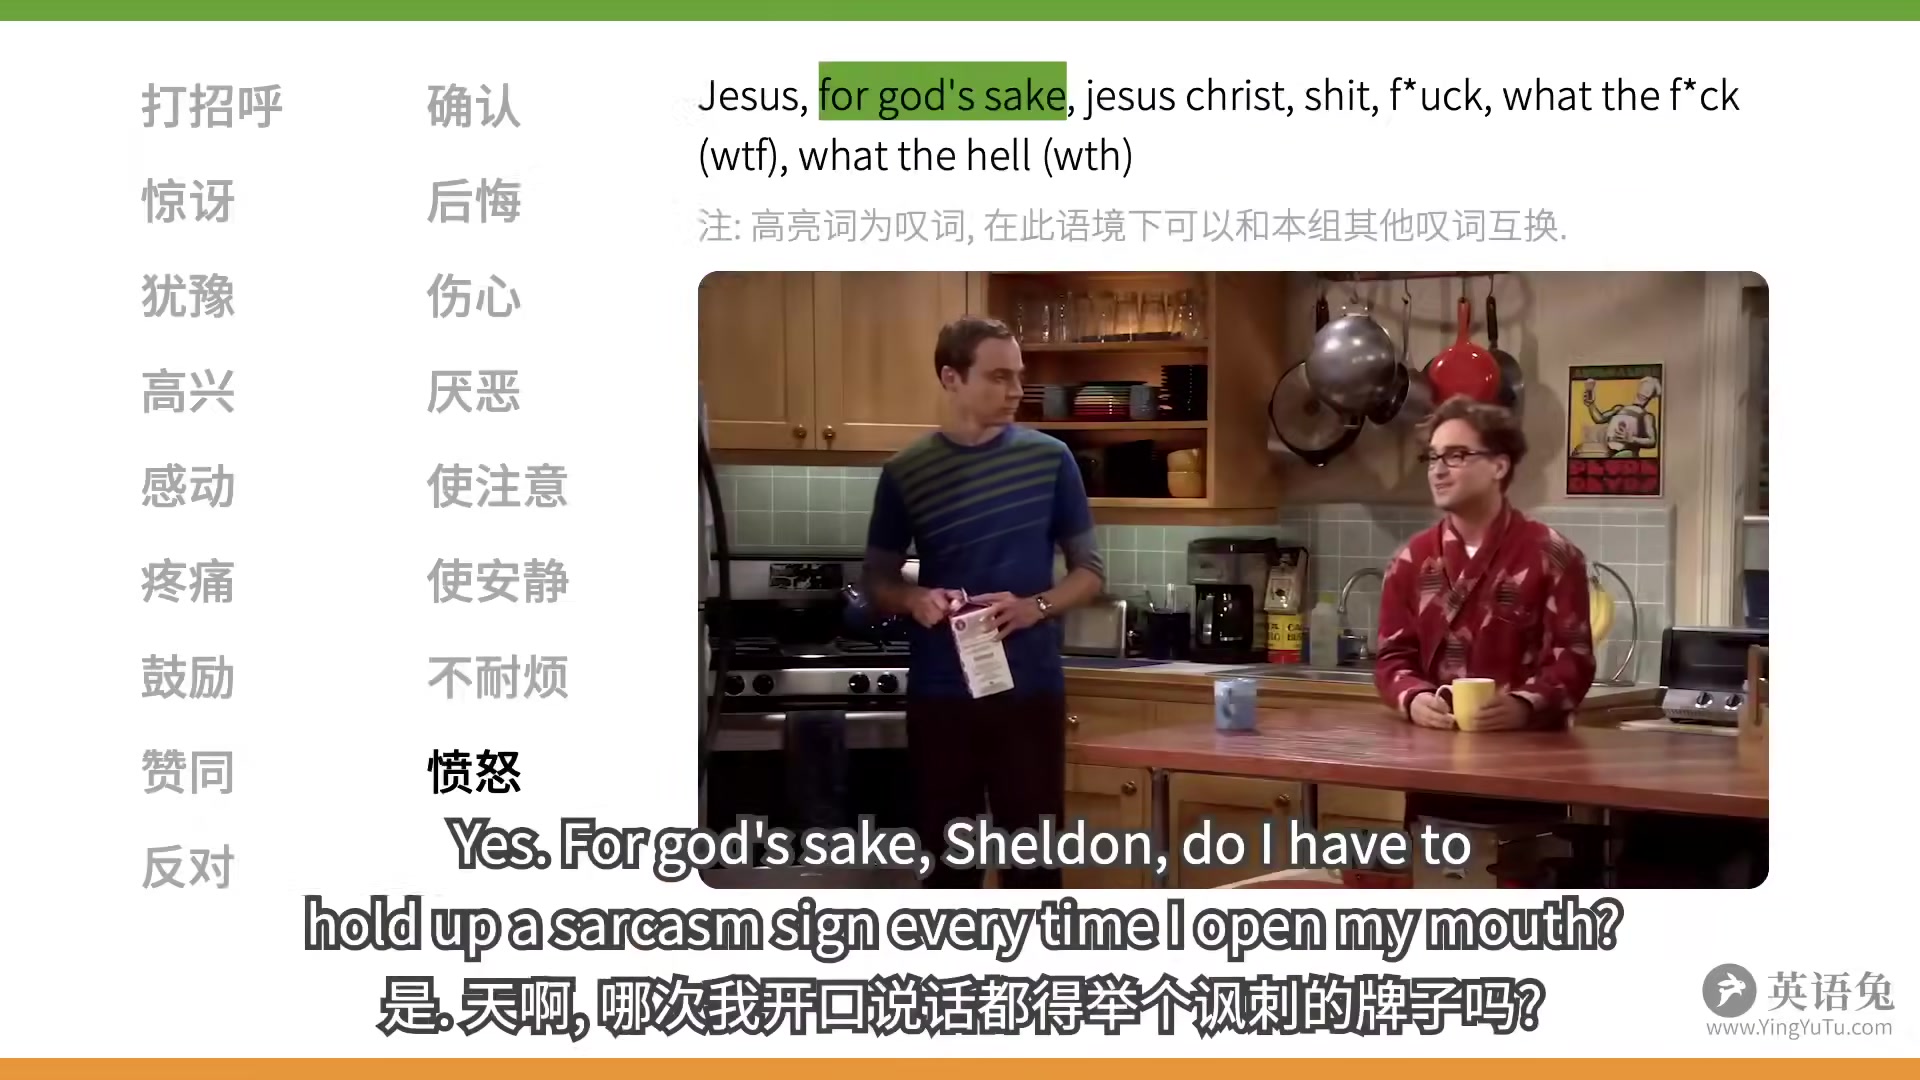 打招呼
惊讶
犹豫
高兴
感动
疼痛
鼓励
赞同
反对
确认
后悔
伤心
厌恶
使注意
使安静
不耐烦
愤怒
Jesus, for god's sake, jesus christ, shit, f*uck, what the f*ck
(wtf), what the hell (wth)
注: 高亮词为叹词, 在此语境下可以和本组其他叹词互换.
Yes. For god's sake, Sheldon, do I have to
hold up a sarcasm sign every time I open my mouth?
是. 天啊, 哪次我开口说话都得举个讽刺的牌子吗?
英语兔
www.YingYuTu.com